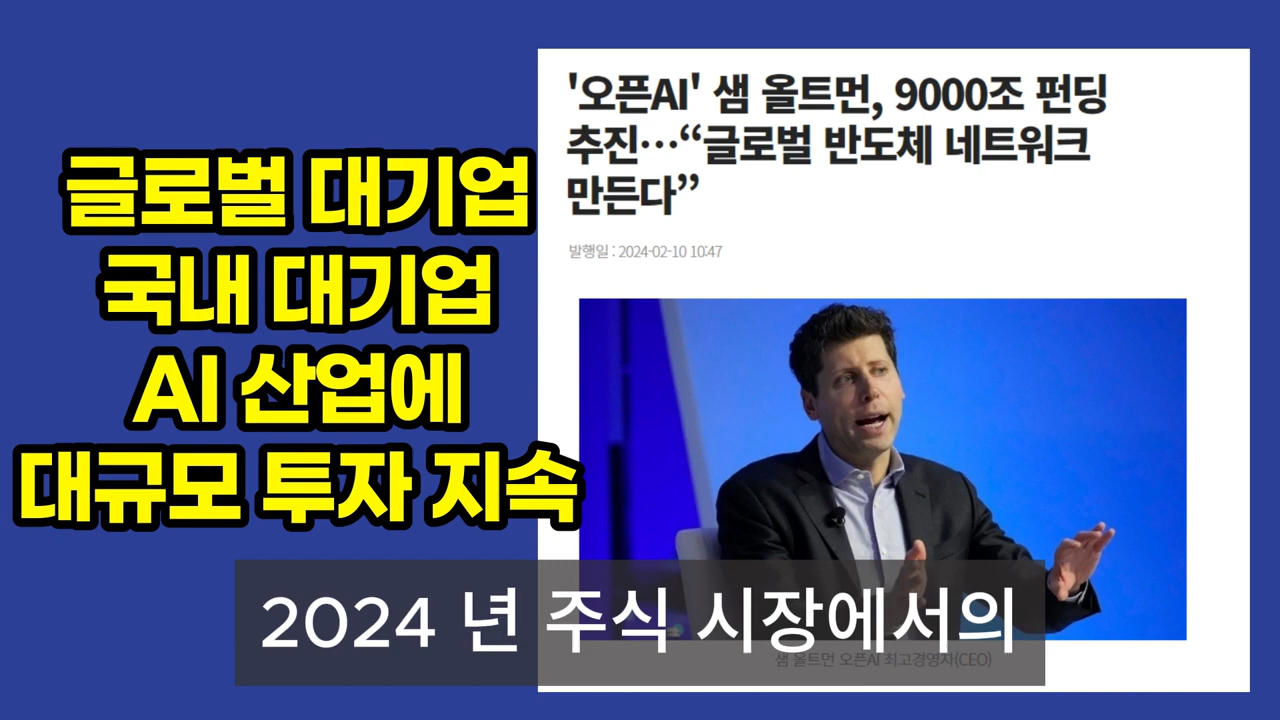 글로벌 대기업
국내 대기업
AI 산업에
대규모 투자 지속
'오픈AI' 샘 올트먼, 9000조 펀딩
추진…“글로벌 반도체 네트워크
만든다”
발행일 : 2024-02-10 10:47
샘 올트먼 오픈AI 최고경영자(CEO)
2024 년 주식 시장에서의